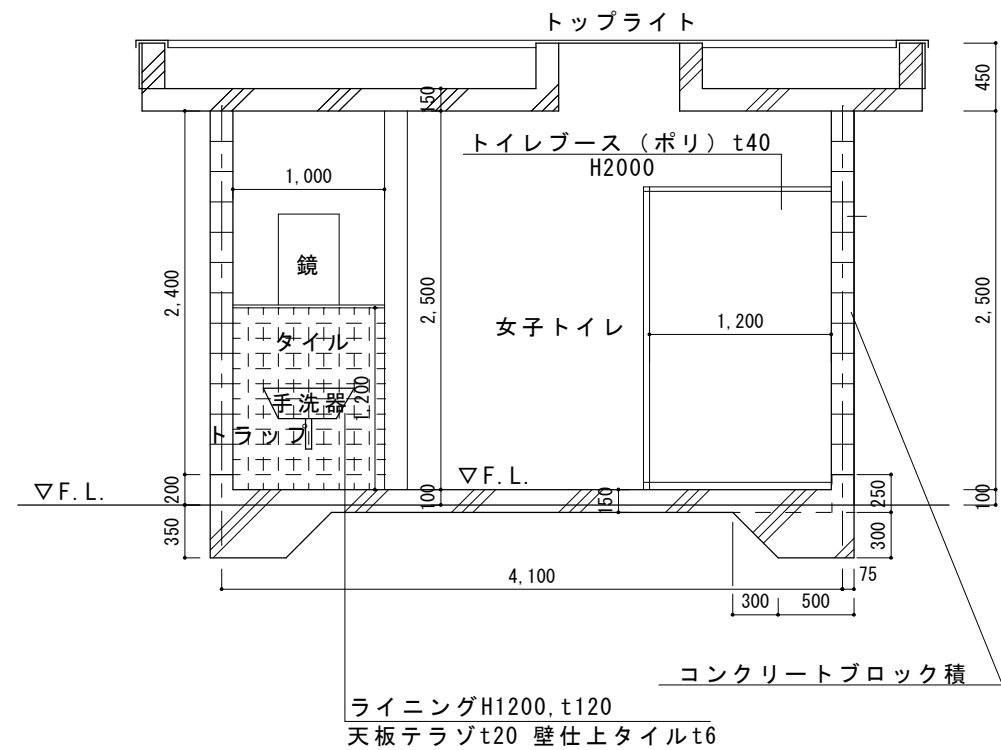 トップライト
450
150
トイレブース（ポリ）t40
H2000
1,000
鏡
2,400
2,500
女子トイレ
1,200
2,500
タイル
1,200
手洗器
トラップ
▽F.L.
▽F.L.
200
100
150
250
100
350
300
4,100
75
300
500
コンクリートブロック積
ライニングH1200,t120
天板テラゾt20 壁仕上タイルt6